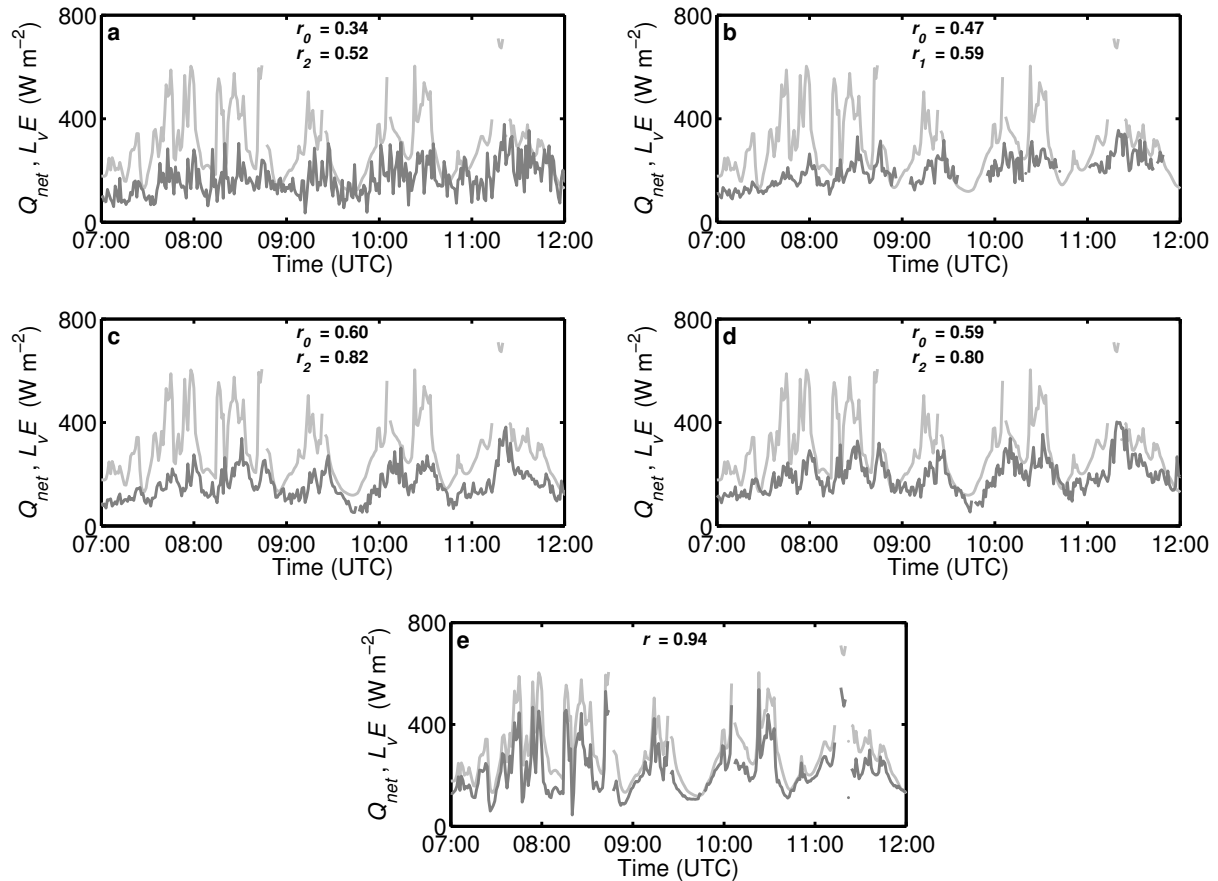 a
r0 = 0.34
r2 = 0.52
800
400
0
Qnet , LvE (W m−2)
07:00 08:00 09:00 10:00 11:00 12:00
Time (UTC)
b
r0 = 0.47
r1 = 0.59
800
400
0
Qnet , LvE (W m−2)
07:00 08:00 09:00 10:00 11:00 12:00
Time (UTC)
c
r0 = 0.60
r2 = 0.82
800
400
0
Qnet , LvE (W m−2)
07:00 08:00 09:00 10:00 11:00 12:00
Time (UTC)
d
r0 = 0.59
r2 = 0.80
800
400
0
Qnet , LvE (W m−2)
07:00 08:00 09:00 10:00 11:00 12:00
Time (UTC)
e
r = 0.94
800
400
0
Qnet , LvE (W m−2)
07:00 08:00 09:00 10:00 11:00 12:00
Time (UTC)